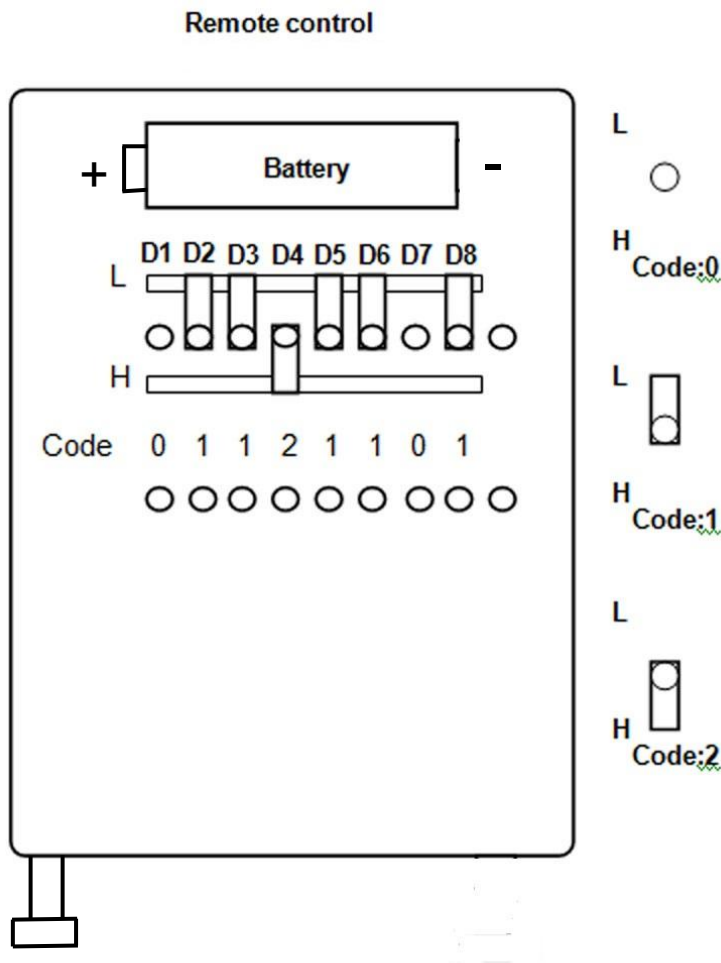 Remote control
+ Battery -
D1 D2 D3 D4 D5 D6 D7 D8
L
H
Code 0 1 1 2 1 1 0 1
L
H
Code:0
L
H
Code:1
L
H
Code:2